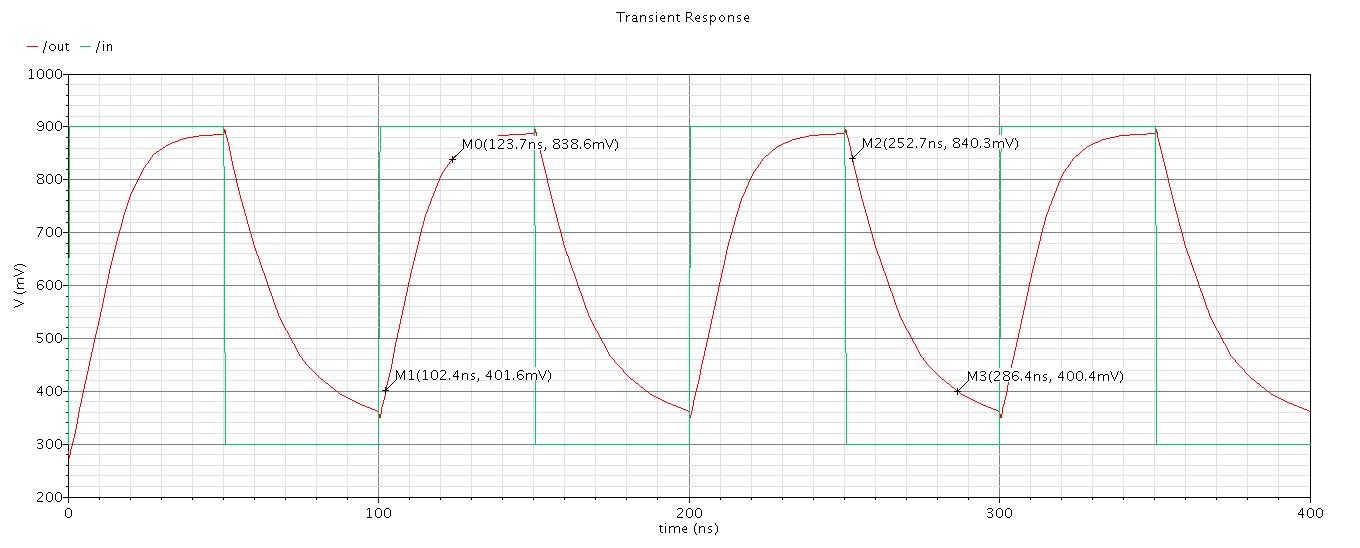 Transient Response
/out /in
1000
900
800
700
600
500
400
300
200
V (mV)
M0(123.7ns, 838.6mV)
M2(252.7ns, 840.3mV)
M1(102.4ns, 401.6mV)
M3(286.4ns, 400.4mV)
0 100 200 300 400
time (ns)